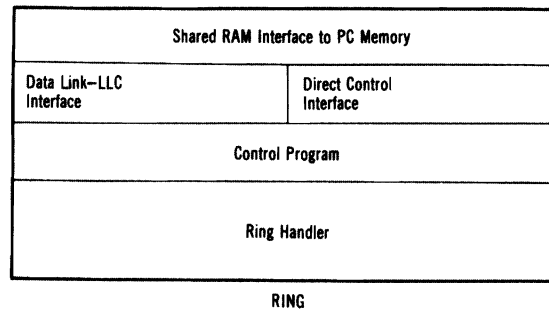 Shared RAM Interface to PC Memory
Data Link-LLC
Interface
Direct Control
Interface
Control Program
Ring Handler
RING